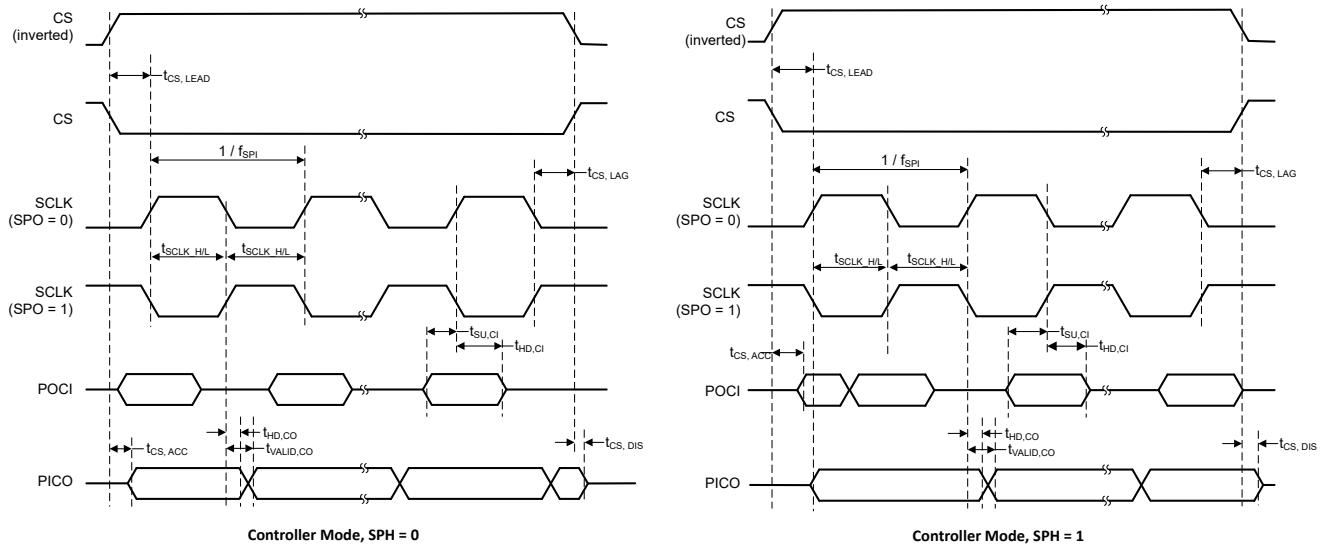 CS
(inverted)
tCS, LEAD
CS
1 / fSPI
tCS, LAG
SCLK
(SPO = 0)
tSCLK_H/L
tSCLK_H/L
SCLK
(SPO = 1)
tSU,CI
tHD,CI
POCI
tHD,CO
tCS, ACC
tVALID,CO
tCS, DIS
PICO
Controller Mode, SPH = 0
CS
(inverted)
tCS, LEAD
CS
1 / fSPI
tCS, LAG
SCLK
(SPO = 0)
tSCLK_H/L
tSCLK_H/L
SCLK
(SPO = 1)
tSU,CI
tCS, ACC
tHD,CI
POCI
tHD,CO
tVALID,CO
tCS, DIS
PICO
Controller Mode, SPH = 1